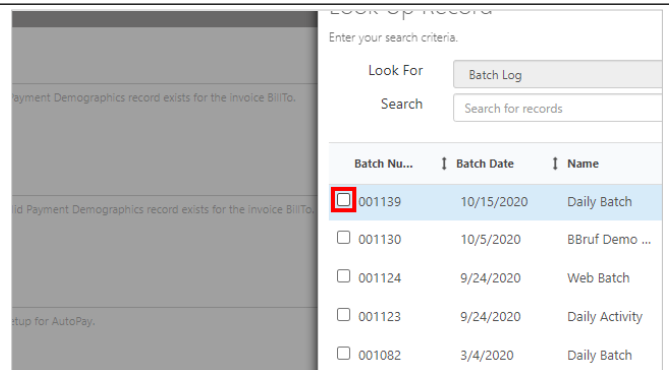 Look Up Record
Enter your search criteria.
Look For
Batch Log
Search
Search for records
Batch Nu... Batch Date Name
001139 10/15/2020 Daily Batch
001130 10/5/2020 BBruf Demo ...
001124 9/24/2020 Web Batch
001123 9/24/2020 Daily Activity
001082 3/4/2020 Daily Batch
Payment Demographics record exists for the invoice BillTo.
id Payment Demographics record exists for the invoice BillTo.
etup for AutoPay.